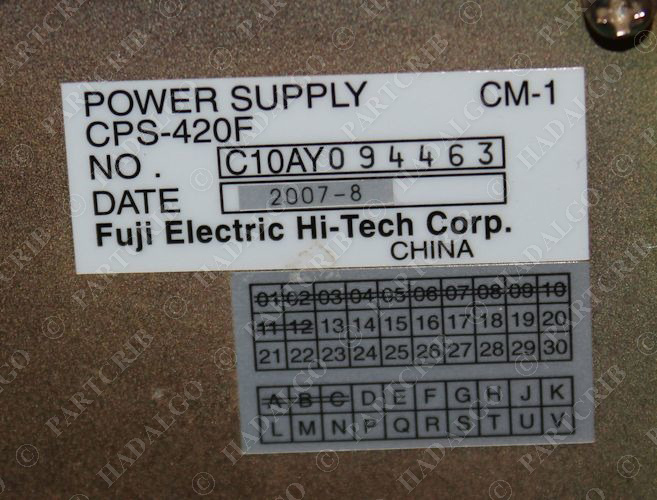 POWER SUPPLY CM-1
CPS-420F
NO. C10AY094463
DATE 2007-8
Fuji Electric Hi-Tech Corp.
CHINA
01 02 03 04 05 06 07 08 09 10
11 12 13 14 15 16 17 18 19 20
21 22 23 24 25 26 27 28 29 30
A B C D E F G H J K
L M N P Q R S T U V
© PARTCRIB HADALGO